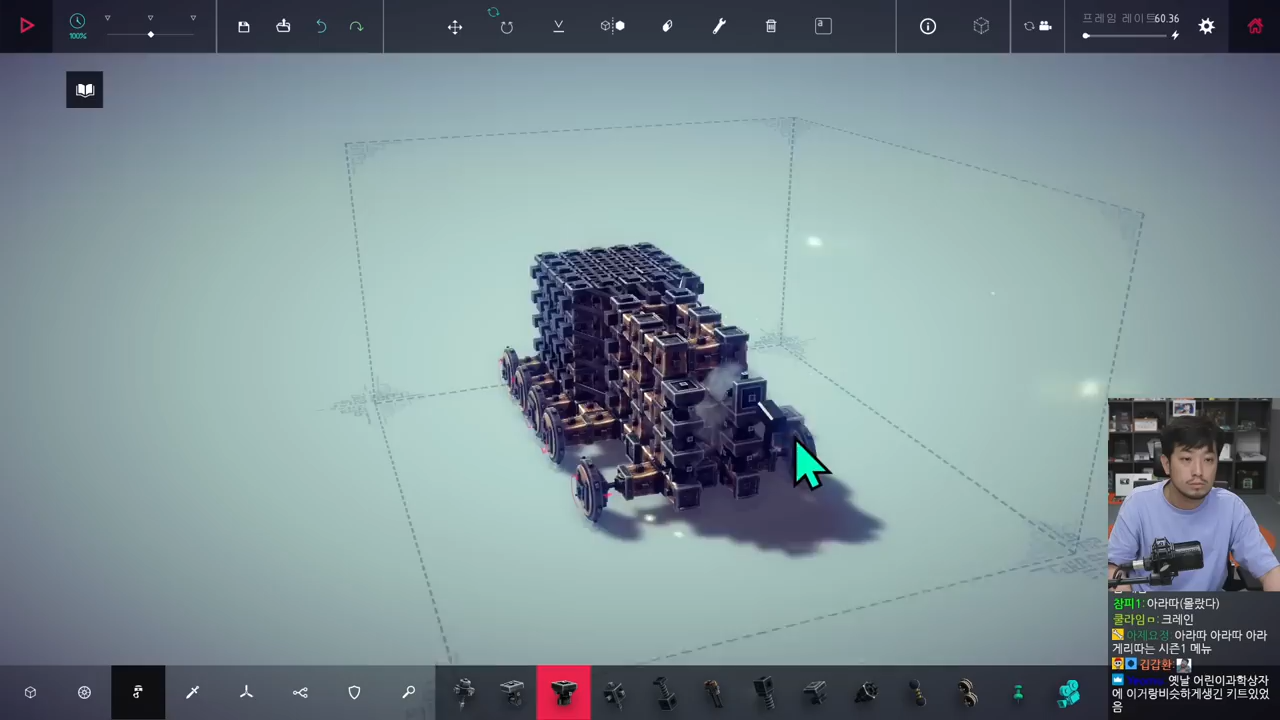 100%
a
프레임 레이트60.36
참피1: 아라따(몰랐다)
쿨라임ㅁ: 크레인
아제요정: 아라따 아라따 아라
게리따는 시즌1 메뉴
김갑환:
옛날 어린이과학상자
에 이거랑비슷하게생긴 키트있었
음